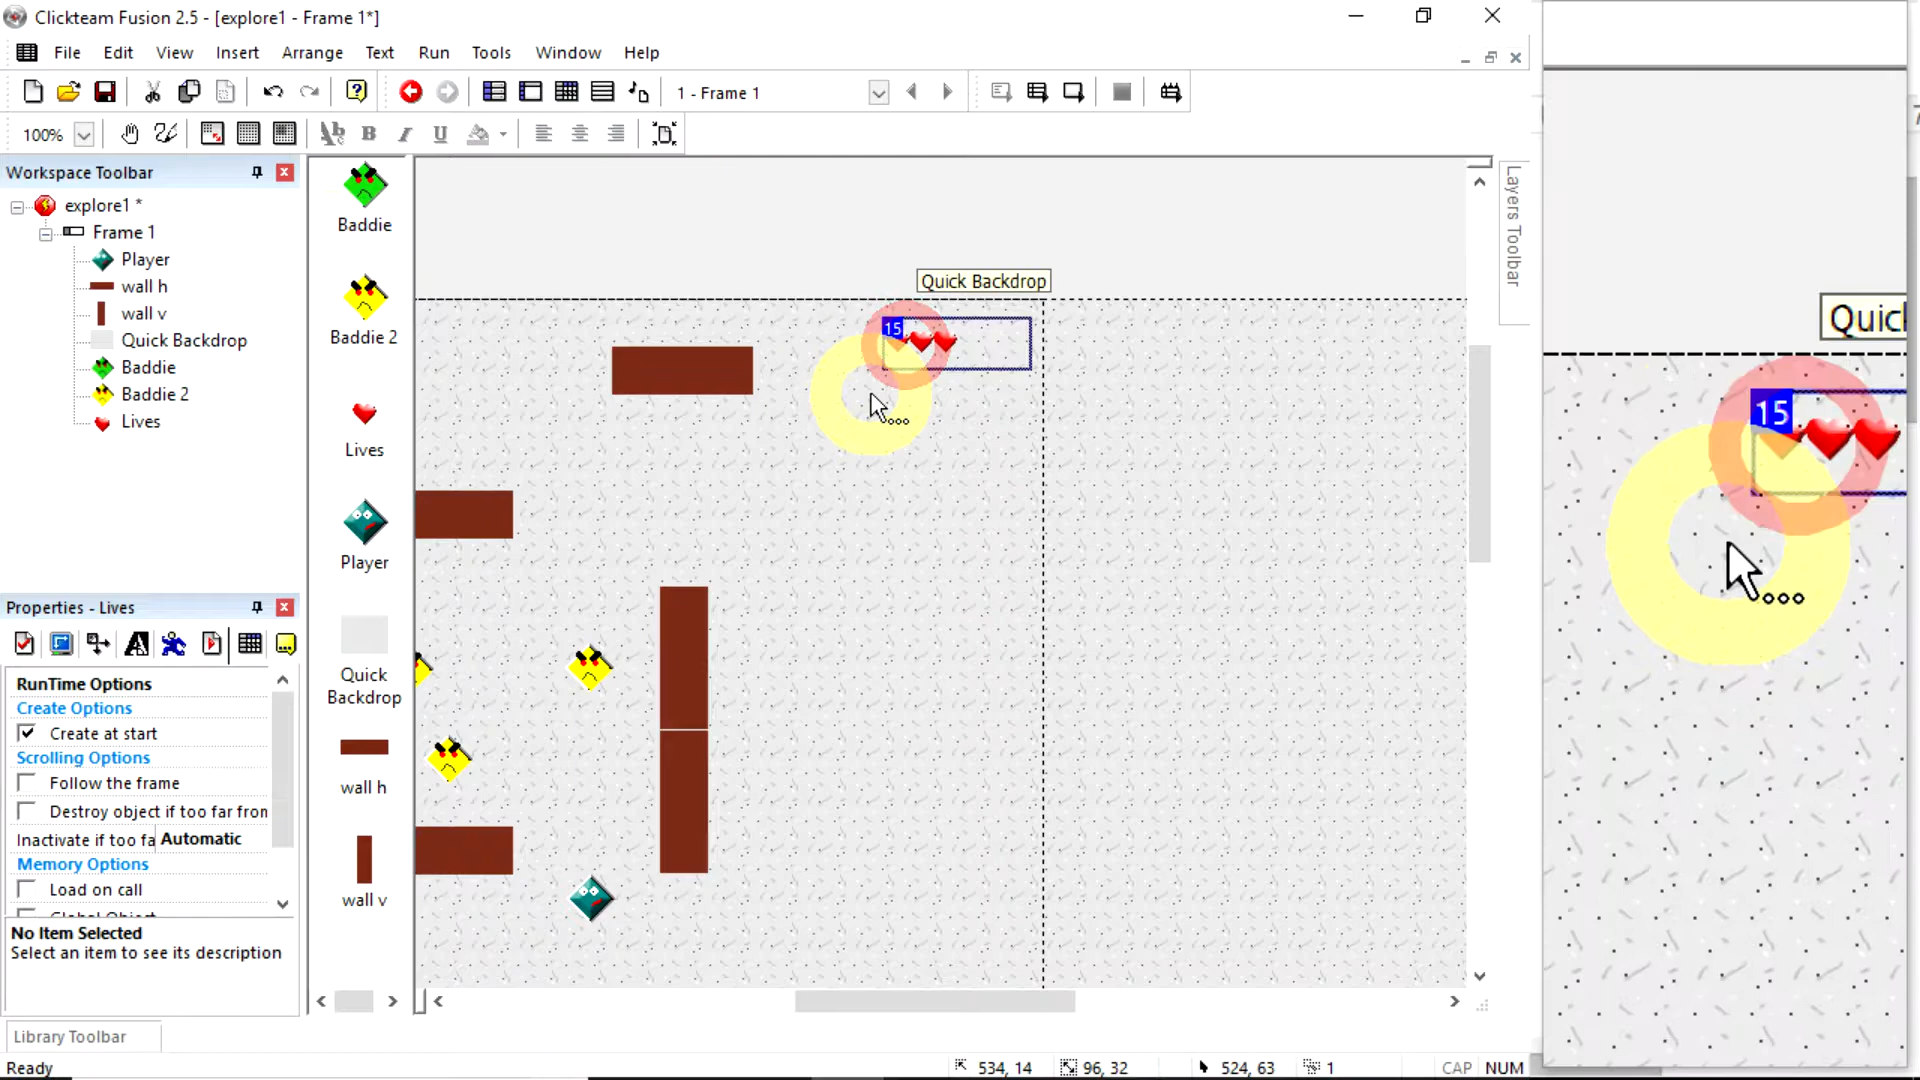 Clickteam Fusion 2.5 - [explore1 - Frame 1*]
File Edit View Insert Arrange Text Run Tools Window Help
1 - Frame 1
100%
Workspace Toolbar
explore1 *
Frame 1
Player
wall h
wall v
Quick Backdrop
Baddie
Baddie 2
Lives
Properties - Lives
RunTime Options
Create Options
Create at start
Scrolling Options
Follow the frame
Destroy object if too far fron
Inactivate if too fa Automatic
Memory Options
Load on call
Global Object
No Item Selected
Select an item to see its description
Library Toolbar
Baddie
Baddie 2
Lives
Player
Quick
Backdrop
wall h
wall v
Quick Backdrop
15
Layers Toolbar
Quic
15
Ready
534, 14
96, 32
524, 63
1
CAP NUM